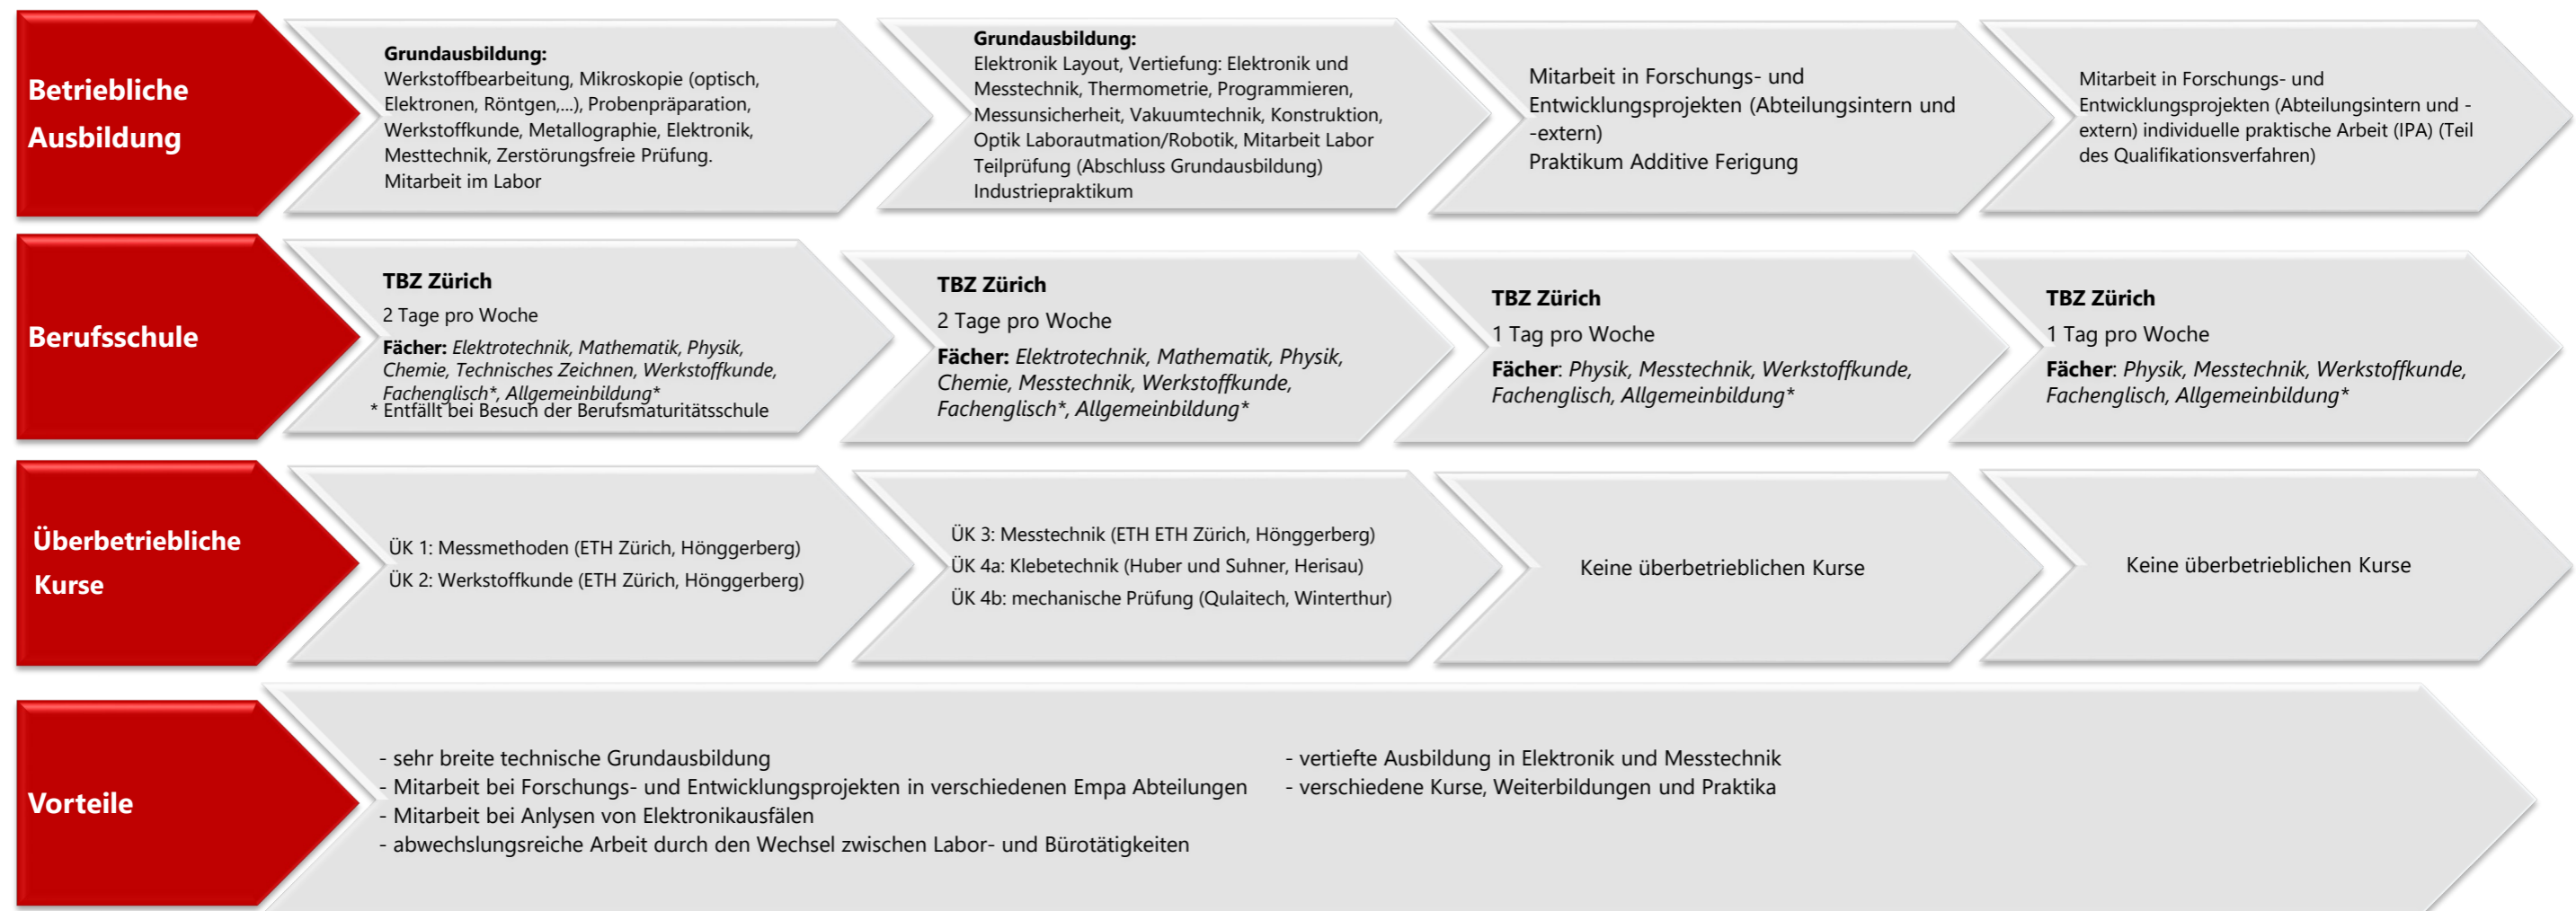 Betriebliche
Ausbildung
Grundausbildung:
Werkstoffbearbeitung, Mikroskopie (optisch,
Elektronen, Röntgen,...), Probenpräparation,
Werkstoffkunde, Metallographie, Elektronik,
Mesttechnik, Zerstörungsfreie Prüfung.
Mitarbeit im Labor
Grundausbildung:
Elektronik Layout, Vertiefung: Elektronik und
Messtechnik, Thermometrie, Programmieren,
Messunsicherheit, Vakuumtechnik, Konstruktion,
Optik Laborautmation/Robotik, Mitarbeit Labor
Teilprüfung (Abschluss Grundausbildung)
Industriepraktikum
Mitarbeit in Forschungs- und
Entwicklungsprojekten (Abteilungsintern und
-extern)
Praktikum Additive Ferigung
Mitarbeit in Forschungs- und
Entwicklungsprojekten (Abteilungsintern und -
extern) individuelle praktische Arbeit (IPA) (Teil
des Qualifikationsverfahren)
Berufsschule
TBZ Zürich
2 Tage pro Woche
Fächer: Elektrotechnik, Mathematik, Physik,
Chemie, Technisches Zeichnen, Werkstoffkunde,
Fachenglisch*, Allgemeinbildung*
* Entfällt bei Besuch der Berufsmaturitätsschule
TBZ Zürich
2 Tage pro Woche
Fächer: Elektrotechnik, Mathematik, Physik,
Chemie, Messtechnik, Werkstoffkunde,
Fachenglisch*, Allgemeinbildung*
TBZ Zürich
1 Tag pro Woche
Fächer: Physik, Messtechnik, Werkstoffkunde,
Fachenglisch, Allgemeinbildung*
TBZ Zürich
1 Tag pro Woche
Fächer: Physik, Messtechnik, Werkstoffkunde,
Fachenglisch, Allgemeinbildung*
Überbetriebliche
Kurse
ÜK 1: Messmethoden (ETH Zürich, Hönggerberg)
ÜK 2: Werkstoffkunde (ETH Zürich, Hönggerberg)
ÜK 3: Messtechnik (ETH ETH Zürich, Hönggerberg)
ÜK 4a: Klebetechnik (Huber und Suhner, Herisau)
ÜK 4b: mechanische Prüfung (Qulaitech, Winterthur)
Keine überbetrieblichen Kurse
Keine überbetrieblichen Kurse
Vorteile
- sehr breite technische Grundausbildung
- Mitarbeit bei Forschungs- und Entwicklungsprojekten in verschiedenen Empa Abteilungen
- Mitarbeit bei Anlysen von Elektronikausfälen
- abwechslungsreiche Arbeit durch den Wechsel zwischen Labor- und Bürotätigkeiten
- vertiefte Ausbildung in Elektronik und Messtechnik
- verschiedene Kurse, Weiterbildungen und Praktika